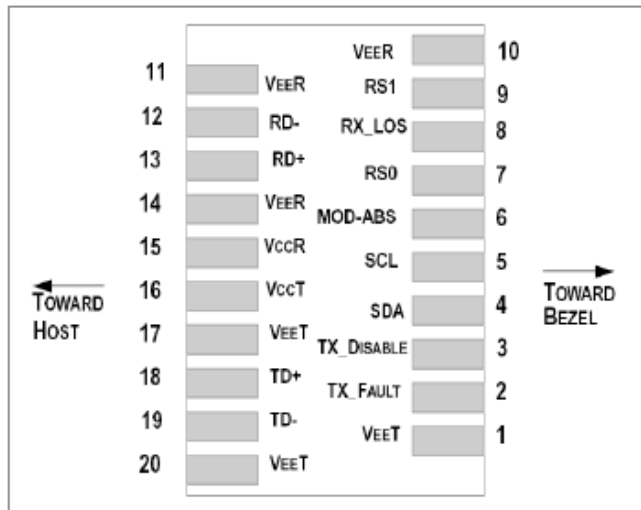 VEER 10
11 VEER
RS1 9
12 RD-
RX_LOS 8
13 RD+
RS0 7
14 VEER
MOD-ABS 6
15 VCCR
SCL 5
16 VCCT
SDA 4
17 VEET
TX_DISABLE 3
18 TD+
TX_FAULT 2
19 TD-
VEET 1
20 VEET
TOWARD
HOST
TOWARD
BEZEL